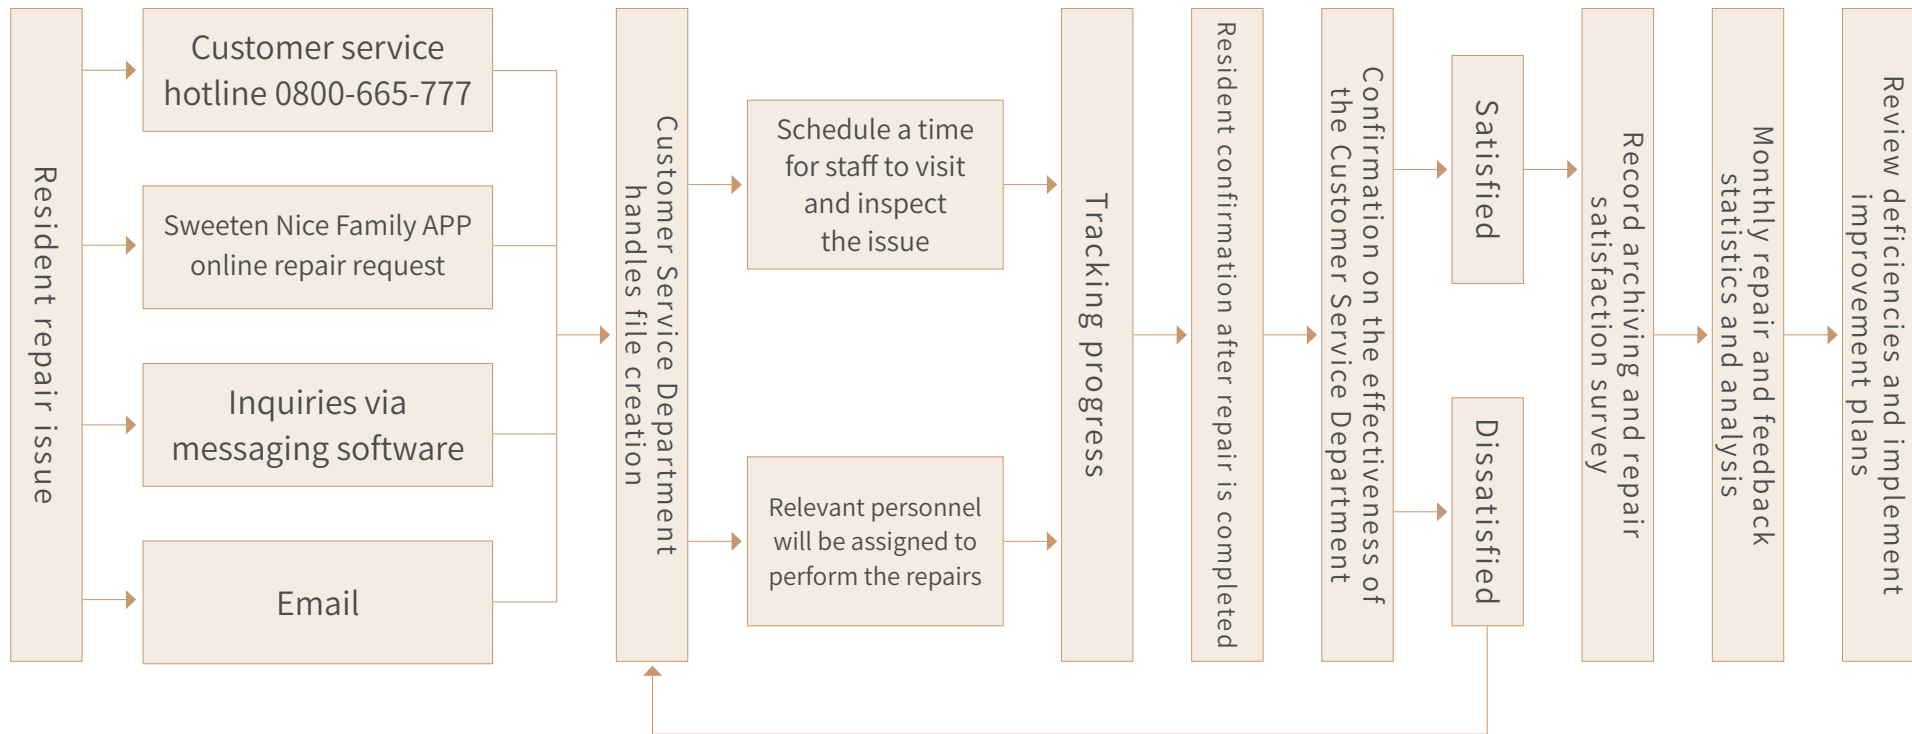 Resident repair issue
Customer service
hotline 0800-665-777
Sweeten Nice Family APP
online repair request
Inquiries via
messaging software
Email
Customer Service Department
handles file creation
Schedule a time
for staff to visit
and inspect
the issue
Relevant personnel
will be assigned to
perform the repairs
Tracking progress
Resident confirmation after repair is completed
Confirmation on the effectiveness of
the Customer Service Department
Satisfied
Dissatisfied
Record archiving and repair
satisfaction survey
Monthly repair and feedback
statistics and analysis
Review deficiencies and implement
improvement plans